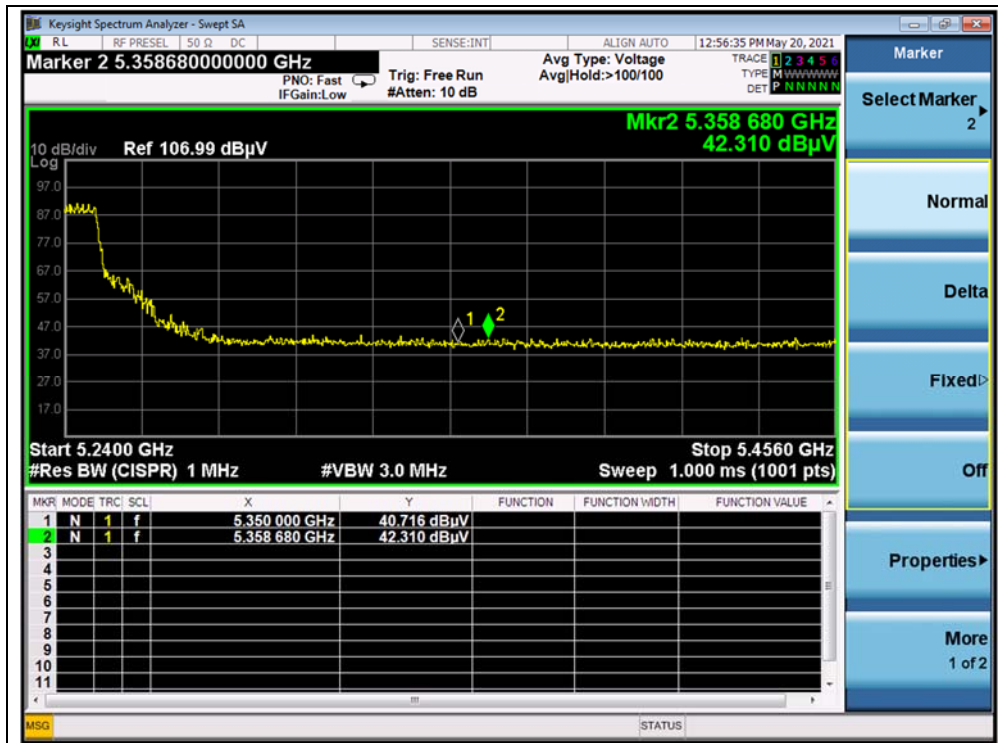 Keysight Spectrum Analyzer - Swept SA
LXI RL RF PRESEL 50 Ω DC SENSE:INT ALIGN AUTO 12:56:35 PM May 20, 2021
Marker 2 5.358680000000 GHz
PNO: Fast
IFGain:Low
Trig: Free Run
#Atten: 10 dB
Avg Type: Voltage
Avg|Hold:>100/100
TRACE 1 2 3 4 5 6
TYPE M W W W W W
DET P N N N N N
Mkr2 5.358 680 GHz
42.310 dBµV
10 dB/div Ref 106.99 dBµV
Log
97.0
87.0
77.0
67.0
57.0
47.0
37.0
27.0
17.0
1 2
Start 5.2400 GHz Stop 5.4560 GHz
#Res BW (CISPR) 1 MHz #VBW 3.0 MHz Sweep 1.000 ms (1001 pts)
MKR MODE TRC SCL X Y FUNCTION FUNCTION WIDTH FUNCTION VALUE
1 N 1 f 5.350 000 GHz 40.716 dBµV
2 N 1 f 5.358 680 GHz 42.310 dBµV
3
4
5
6
7
8
9
10
11
MSG STATUS
Marker
Select Marker
2
Normal
Delta
Fixed
Off
Properties
More
1 of 2